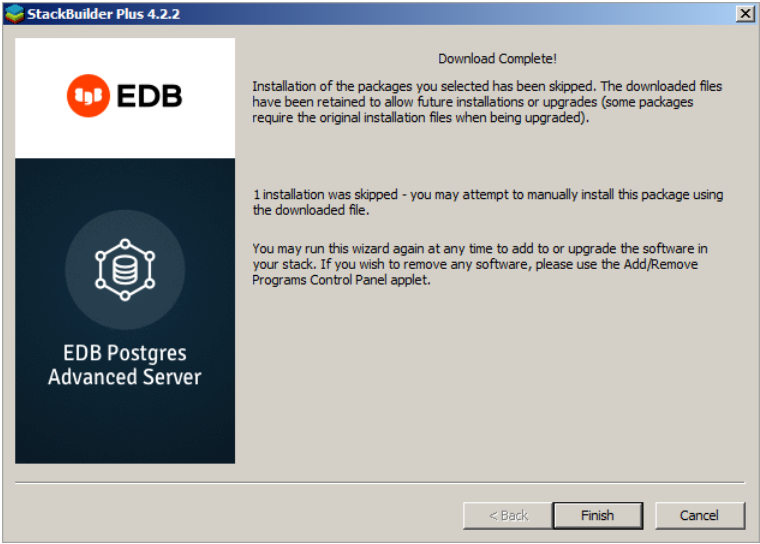 StackBuilder Plus 4.2.2
EDB
EDB Postgres
Advanced Server
Download Complete!
Installation of the packages you selected has been skipped. The downloaded files
have been retained to allow future installations or upgrades (some packages
require the original installation files when being upgraded).
1 installation was skipped - you may attempt to manually install this package using
the downloaded file.
You may run this wizard again at any time to add to or upgrade the software in
your stack. If you wish to remove any software, please use the Add/Remove
Programs Control Panel applet.
< Back
Finish
Cancel